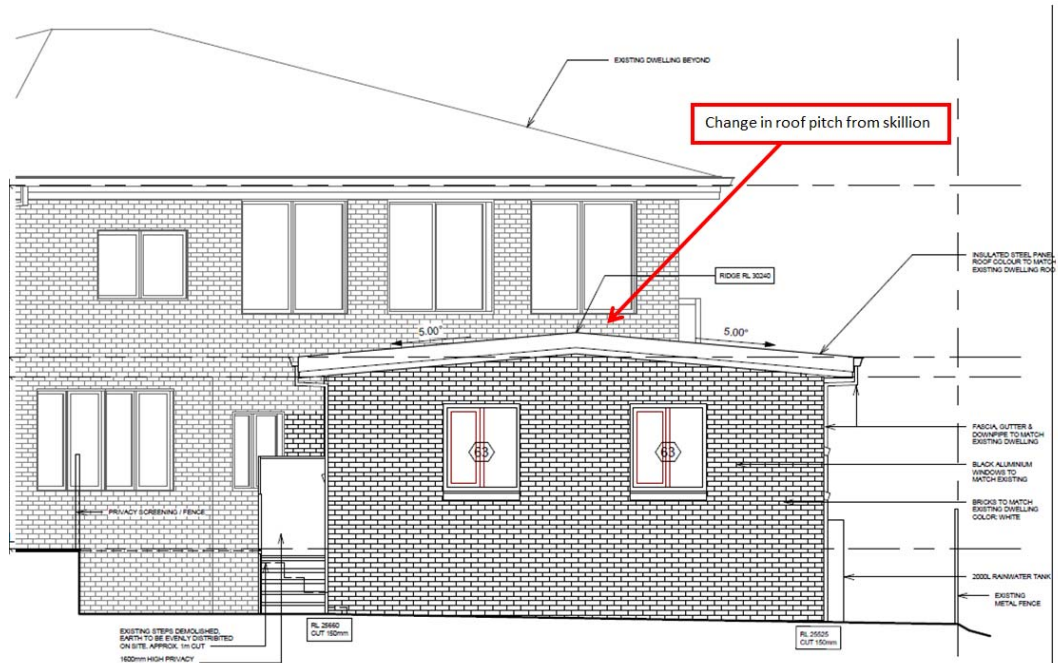 EXISTING DWELLING BEYOND
Change in roof pitch from skillion
INSULATED STEEL PANEL
ROOF COLOUR TO MATCH
EXISTING DWELLING ROO
RIDGE RL 30240
5.00°
5.00°
FASCIA, GUTTER &
DOWNPIPE TO MATCH
EXISTING DWELLING
63
63
BLACK ALUMINIUM
WINDOWS TO
MATCH EXISTING
BRICKS TO MATCH
EXISTING DWELLING
COLOR: WHITE
PRIVACY SCREENING / FENCE
2000L RAINWATER TANK
EXISTING
METAL FENCE
EXISTING STEPS DEMOLISHED,
EARTH TO BE EVENLY DISTRIBITED
ON SITE. APPROX. 1m CUT
1600mm HIGH PRIVACY
RL 25660
CUT 150mm
RL 25525
CUT 150mm